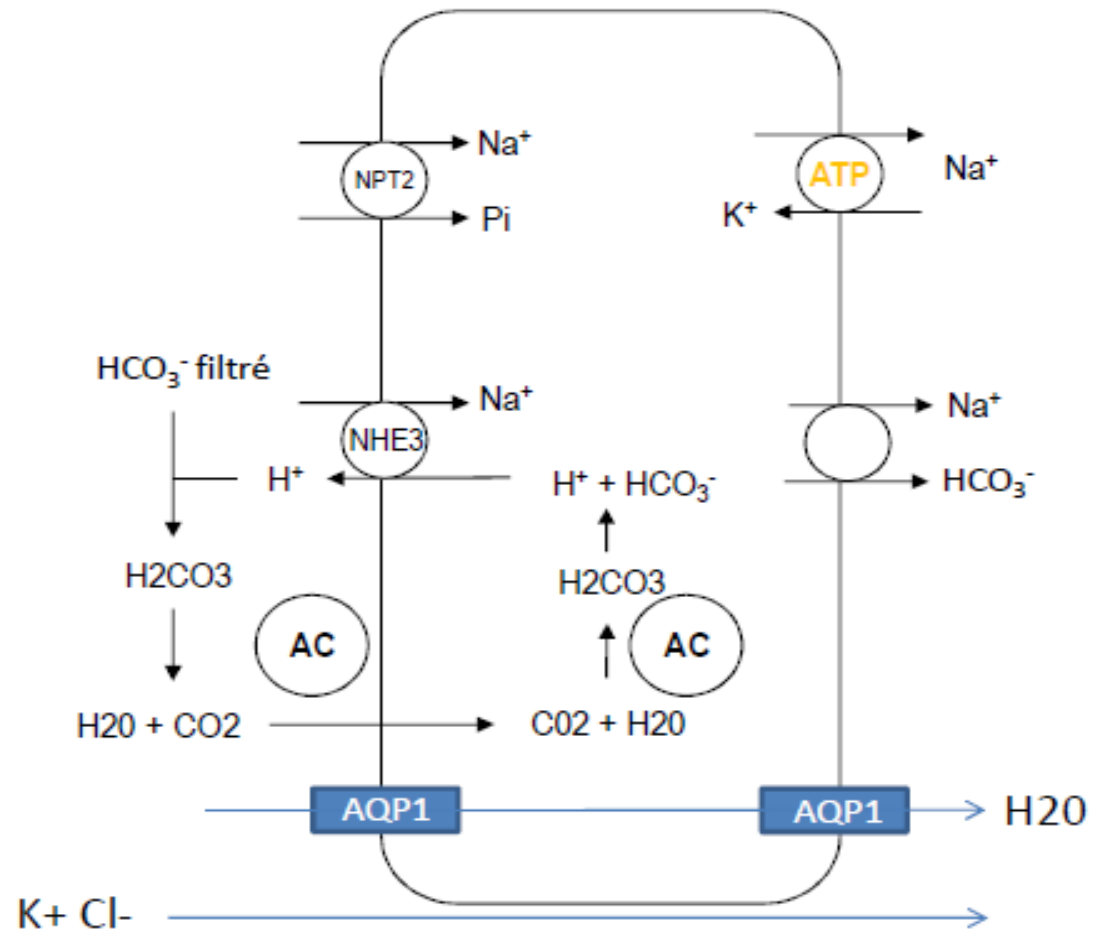 Na⁺
NPT2
Pi
ATP
Na⁺
K⁺
HCO₃⁻ filtré
Na⁺
NHE3
H⁺
H⁺ + HCO₃⁻
Na⁺
HCO₃⁻
H2CO3
H2CO3
AC
AC
H20 + CO2
C02 + H20
AQP1
AQP1
H20
K+ Cl-